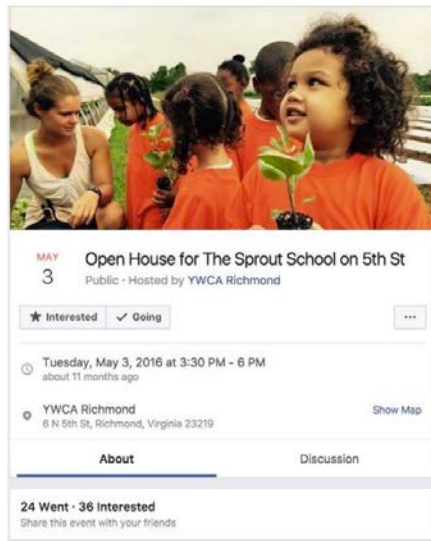 MAY
3
Open House for The Sprout School on 5th St
Public · Hosted by YWCA Richmond
★ Interested ✓ Going ...
Tuesday, May 3, 2016 at 3:30 PM - 6 PM
about 11 months ago
YWCA Richmond Show Map
6 N 5th St, Richmond, Virginia 23219
About Discussion
24 Went · 36 Interested
Share this event with your friends